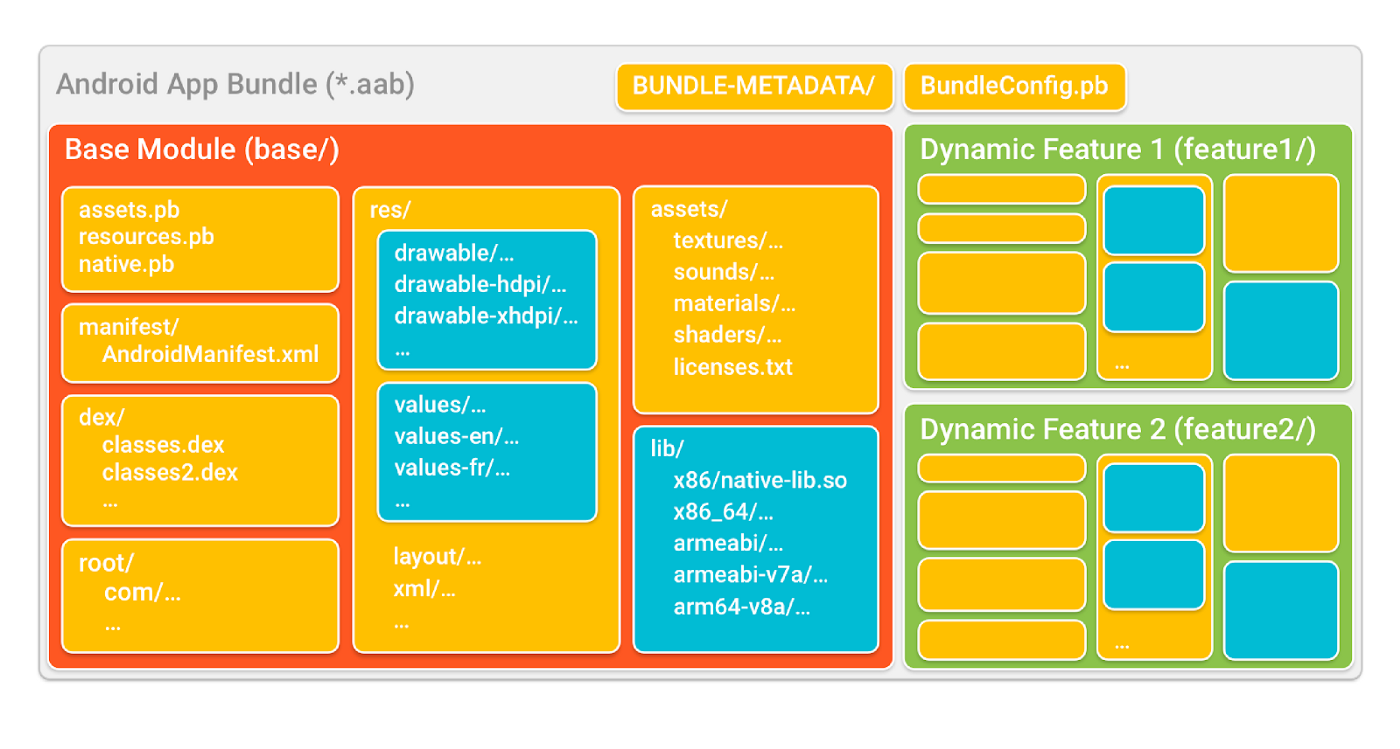 Android App Bundle (*.aab)
BUNDLE-METADATA/
BundleConfig.pb
Base Module (base/)
assets.pb
resources.pb
native.pb
manifest/
AndroidManifest.xml
dex/
classes.dex
classes2.dex
...
root/
com/...
...
res/
drawable/...
drawable-hdpi/...
drawable-xhdpi/...
...
values/...
values-en/...
values-fr/...
...
layout/...
xml/...
...
assets/
textures/...
sounds/...
materials/...
shaders/...
licenses.txt
lib/
x86/native-lib.so
x86_64/...
armeabi/...
armeabi-v7a/...
arm64-v8a/...
Dynamic Feature 1 (feature1/)
...
Dynamic Feature 2 (feature2/)
...